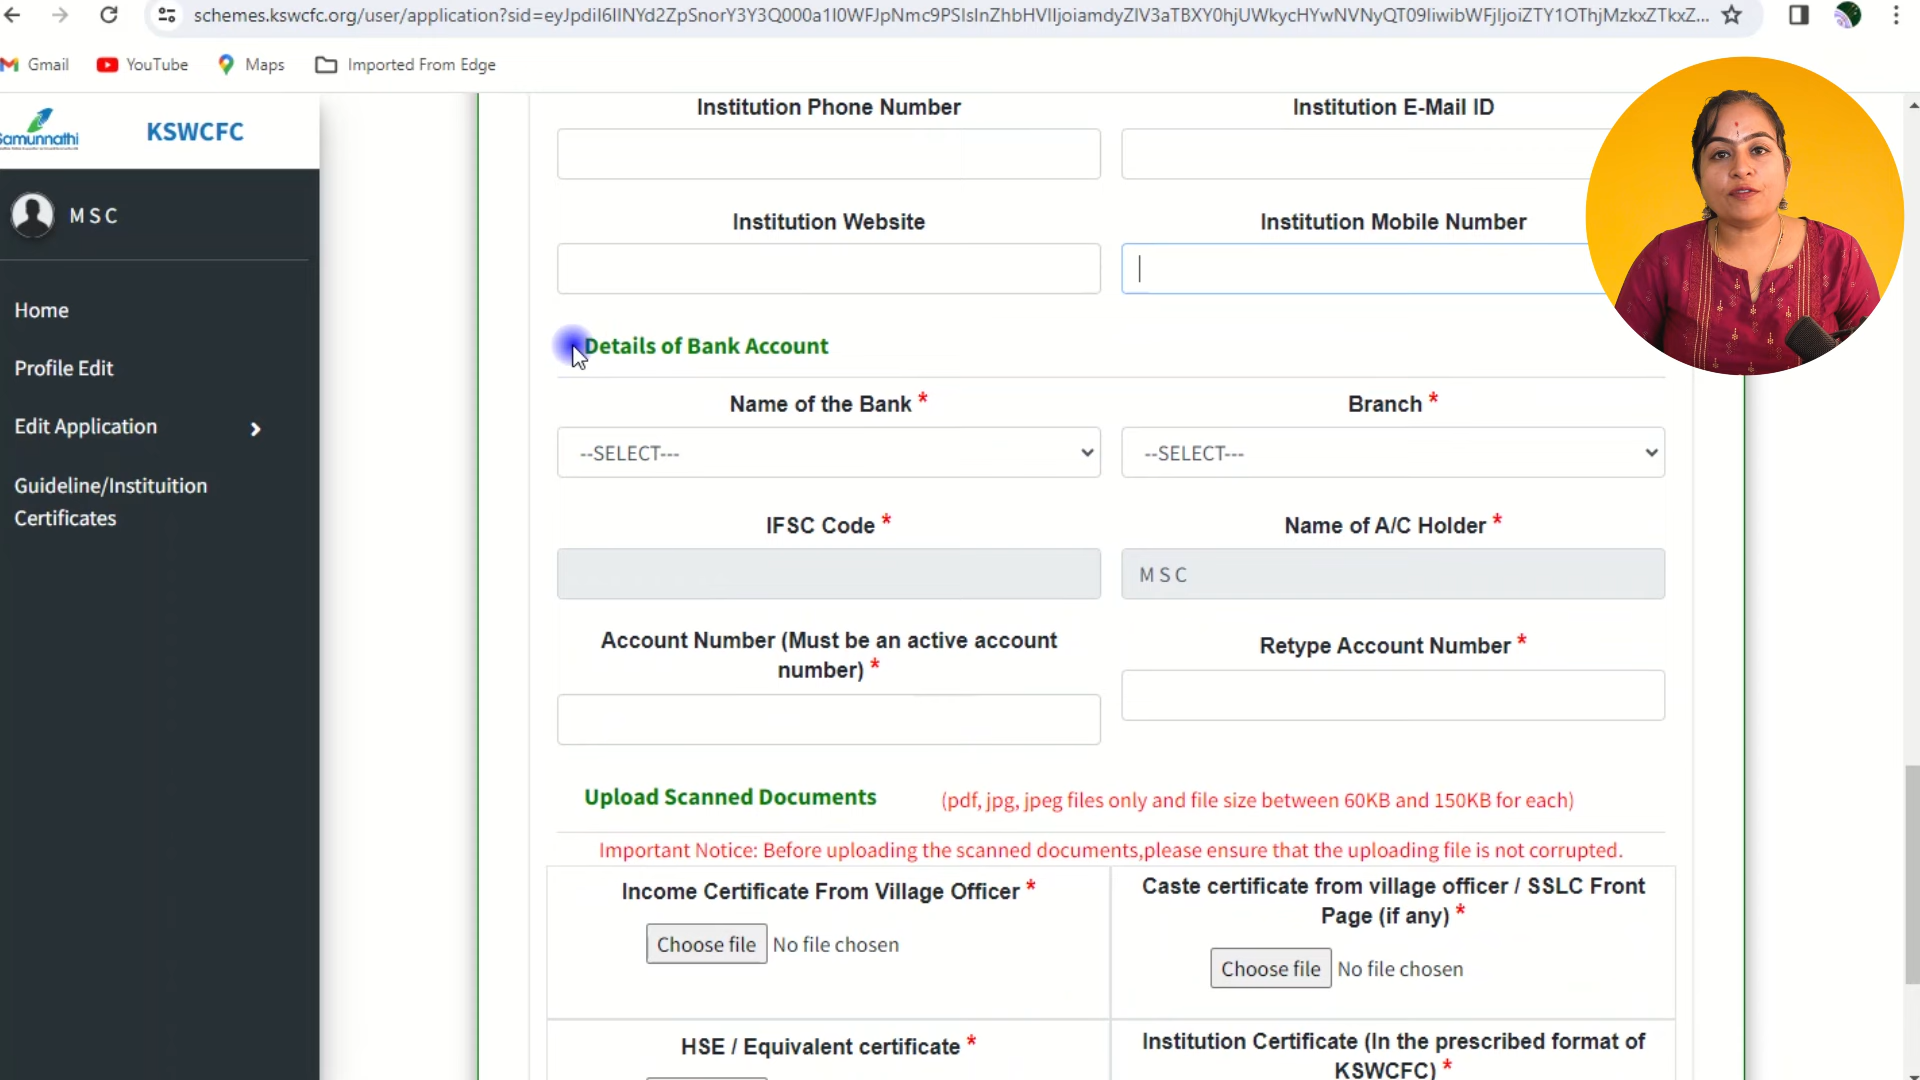 schemes.kswcfc.org/user/application?sid=eyJpdiI6IlNYd2ZpSnorY3Y3Q000a1I0WFJpNmc9PSIsInZhbHVlIjoiamdyZIV3aTBXY0hjUWkycHYwNVNyQT09IiwibWFjIjoiZTY1OThjMzkxZTkxZ...
Gmail YouTube Maps Imported From Edge
Samunnathi
KSWCFC
M S C
Home
Profile Edit
Edit Application
Guideline/Instituition
Certificates
Institution Phone Number
Institution E-Mail ID
Institution Website
Institution Mobile Number
Details of Bank Account
Name of the Bank *
Branch *
--SELECT---
--SELECT---
IFSC Code *
Name of A/C Holder *
M S C
Account Number (Must be an active account
number) *
Retype Account Number *
Upload Scanned Documents
(pdf, jpg, jpeg files only and file size between 60KB and 150KB for each)
Important Notice: Before uploading the scanned documents,please ensure that the uploading file is not corrupted.
Income Certificate From Village Officer *
Choose file No file chosen
Caste certificate from village officer / SSLC Front
Page (if any) *
Choose file No file chosen
HSE / Equivalent certificate *
Institution Certificate (In the prescribed format of
KSWCFC) *